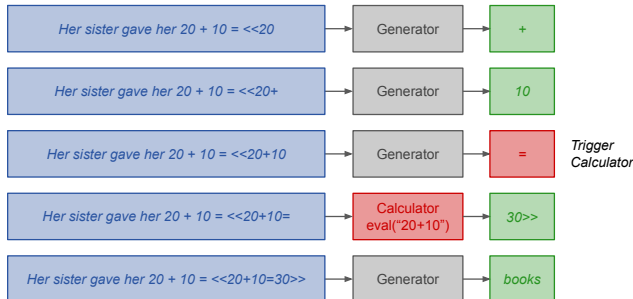 Her sister gave her 20 + 10 = <<20 Generator +
Her sister gave her 20 + 10 = <<20+ Generator 10
Her sister gave her 20 + 10 = <<20+10 Generator = Trigger
Calculator
Her sister gave her 20 + 10 = <<20+10= Calculator
eval(“20+10”) 30>>
Her sister gave her 20 + 10 = <<20+10=30>> Generator books